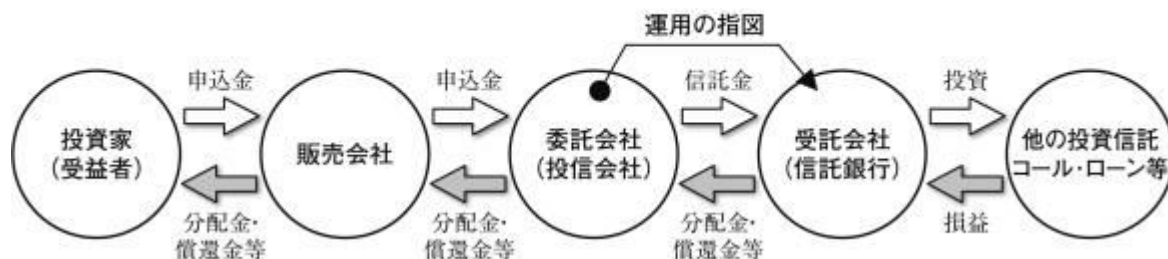 運用の指図
申込金
申込金
信託金
投資
投資家
(受益者)
販売会社
委託会社
(投信会社)
受託会社
(信託銀行)
他の投資信託
コール・ローン等
分配金・
償還金等
分配金・
償還金等
分配金・
償還金等
損益